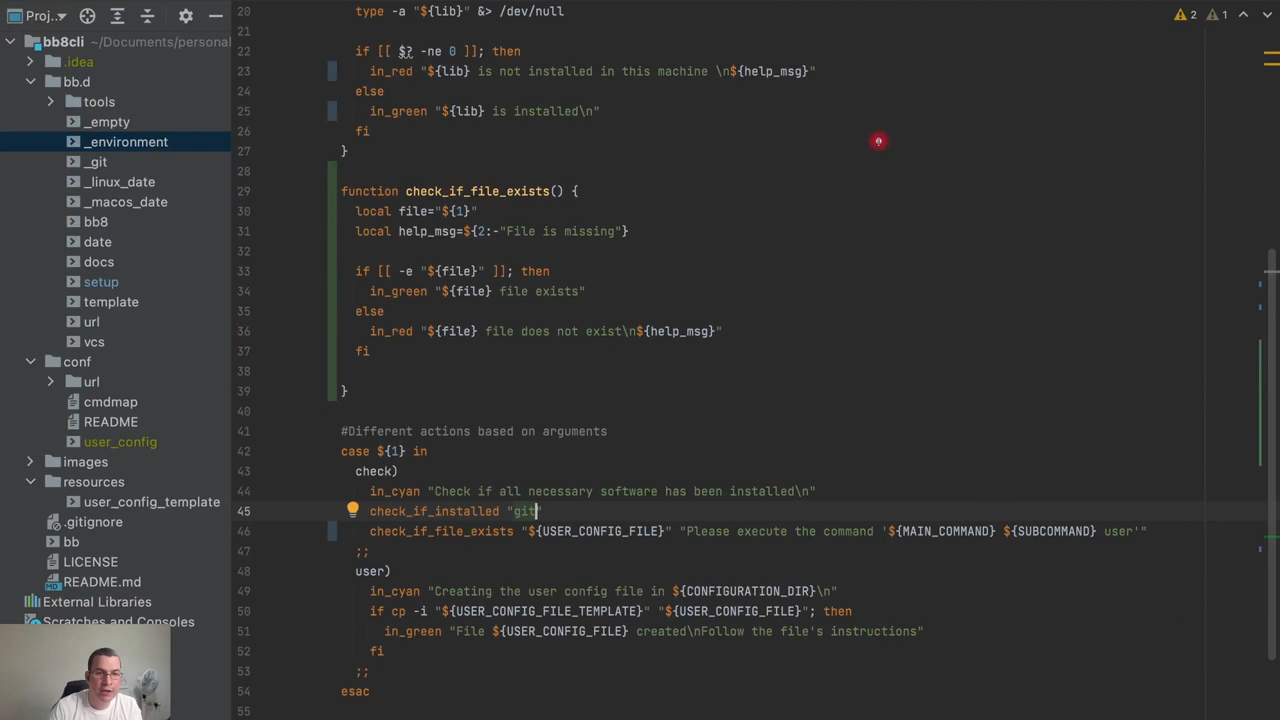 Proj...
bb8cli ~/Documents/personal
.idea
bb.d
tools
_empty
_environment
_git
_linux_date
_macos_date
bb8
date
docs
setup
template
url
vcs
conf
url
cmdmap
README
user_config
images
resources
user_config_template
.gitignore
bb
LICENSE
README.md
External Libraries
Scratches and Consoles
2 1
20 type -a "${lib}" &> /dev/null
21
22 if [[ $? -ne 0 ]]; then
23 in_red "${lib} is not installed in this machine \n${help_msg}"
24 else
25 in_green "${lib} is installed\n"
26 fi
27 }
28
29 function check_if_file_exists() {
30 local file="${1}"
31 local help_msg=${2:-"File is missing"}
32
33 if [[ -e "${file}" ]]; then
34 in_green "${file} file exists"
35 else
36 in_red "${file} file does not exist\n${help_msg}"
37 fi
38
39 }
40
41 #Different actions based on arguments
42 case ${1} in
43 check)
44 in_cyan "Check if all necessary software has been installed\n"
45 check_if_installed "git"
46 check_if_file_exists "${USER_CONFIG_FILE}" "Please execute the command '${MAIN_COMMAND} ${SUBCOMMAND} user'"
47 ;;
48 user)
49 in_cyan "Creating the user config file in ${CONFIGURATION_DIR}\n"
50 if cp -i "${USER_CONFIG_FILE_TEMPLATE}" "${USER_CONFIG_FILE}"; then
51 in_green "File ${USER_CONFIG_FILE} created\nFollow the file's instructions"
52 fi
53 ;;
54 esac
55